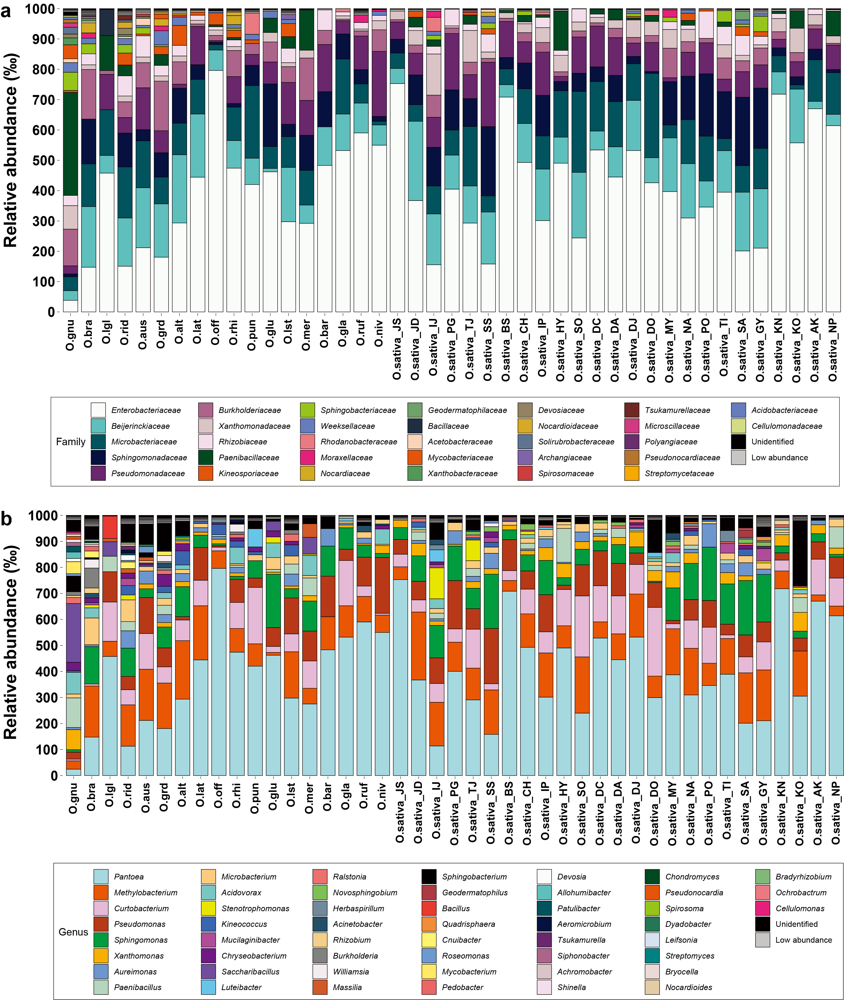 a
Relative abundance (‰)
1000
900
800
700
600
500
400
300
200
100
0
O.gnu
O.bra
O.lgl
O.rid
O.aus
O.grd
O.alt
O.lat
O.off
O.rhi
O.pun
O.glu
O.lst
O.mer
O.bar
O.gla
O.ruf
O.niv
O.sativa_JS
O.sativa_JD
O.sativa_IJ
O.sativa_PG
O.sativa_TJ
O.sativa_SS
O.sativa_BS
O.sativa_CH
O.sativa_IP
O.sativa_HY
O.sativa_SO
O.sativa_DC
O.sativa_DA
O.sativa_DJ
O.sativa_DO
O.sativa_MY
O.sativa_NA
O.sativa_PO
O.sativa_TI
O.sativa_SA
O.sativa_GY
O.sativa_KN
O.sativa_KO
O.sativa_AK
O.sativa_NP
Family
Enterobacteriaceae
Beijerinckiaceae
Microbacteriaceae
Sphingomonadaceae
Pseudomonadaceae
Burkholderiaceae
Xanthomonadaceae
Rhizobiaceae
Paenibacillaceae
Kineosporiaceae
Sphingobacteriaceae
Weeksellaceae
Rhodanobacteraceae
Moraxellaceae
Nocardiaceae
Geodermatophilaceae
Bacillaceae
Acetobacteraceae
Mycobacteriaceae
Xanthobacteraceae
Devosiaceae
Nocardioidaceae
Solirubrobacteraceae
Archangiaceae
Spirosomaceae
Tsukamurellaceae
Microscillaceae
Polyangiaceae
Pseudonocardiaceae
Streptomycetaceae
Acidobacteriaceae
Cellulomonadaceae
Unidentified
Low abundance
b
Relative abundance (‰)
1000
900
800
700
600
500
400
300
200
100
0
O.gnu
O.bra
O.lgl
O.rid
O.aus
O.grd
O.alt
O.lat
O.off
O.rhi
O.pun
O.glu
O.lst
O.mer
O.bar
O.gla
O.ruf
O.niv
O.sativa_JS
O.sativa_JD
O.sativa_IJ
O.sativa_PG
O.sativa_TJ
O.sativa_SS
O.sativa_BS
O.sativa_CH
O.sativa_IP
O.sativa_HY
O.sativa_SO
O.sativa_DC
O.sativa_DA
O.sativa_DJ
O.sativa_DO
O.sativa_MY
O.sativa_NA
O.sativa_PO
O.sativa_TI
O.sativa_SA
O.sativa_GY
O.sativa_KN
O.sativa_KO
O.sativa_AK
O.sativa_NP
Genus
Pantoea
Methylobacterium
Curtobacterium
Pseudomonas
Sphingomonas
Xanthomonas
Aureimonas
Paenibacillus
Microbacterium
Acidovorax
Stenotrophomonas
Kineococcus
Mucilaginibacter
Chryseobacterium
Saccharibacillus
Luteibacter
Ralstonia
Novosphingobium
Herbaspirillum
Acinetobacter
Rhizobium
Burkholderia
Williamsia
Massilia
Sphingobacterium
Geodermatophilus
Bacillus
Quadrisphaera
Cnuibacter
Roseomonas
Mycobacterium
Pedobacter
Devosia
Allohumibacter
Patulibacter
Aeromicrobium
Tsukamurella
Siphonobacter
Achromobacter
Shinella
Chondromyces
Pseudonocardia
Spirosoma
Dyadobacter
Leifsonia
Streptomyces
Bryocella
Nocardioides
Bradyrhizobium
Ochrobactrum
Cellulomonas
Unidentified
Low abundance